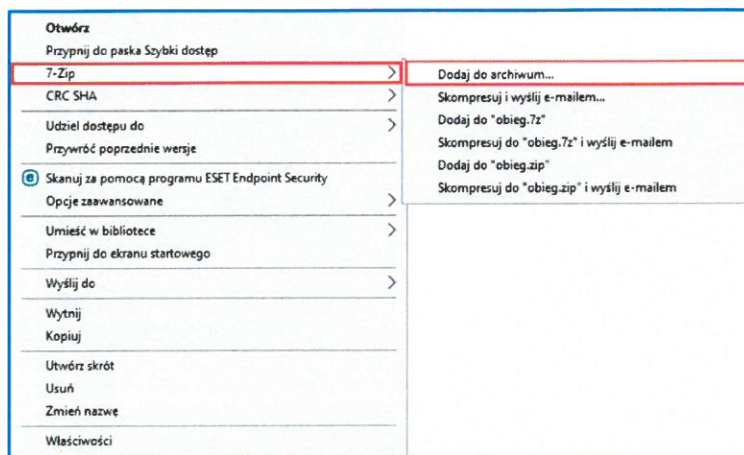 Otwórz
Przypnij do paska Szybki dostęp
7-Zip
CRC SHA
Udziel dostępu do
Przywróć poprzednie wersje
Skanuj za pomocą programu ESET Endpoint Security
Opcje zaawansowane
Umieść w bibliotece
Przypnij do ekranu startowego
Wyślij do
Wytnij
Kopiuj
Utwórz skrót
Usuń
Zmień nazwę
Właściwości
Dodaj do archiwum...
Skompresuj i wyślij e-mailem...
Dodaj do "obieg.7z"
Skompresuj do "obieg.7z" i wyślij e-mailem
Dodaj do "obieg.zip"
Skompresuj do "obieg.zip" i wyślij e-mailem